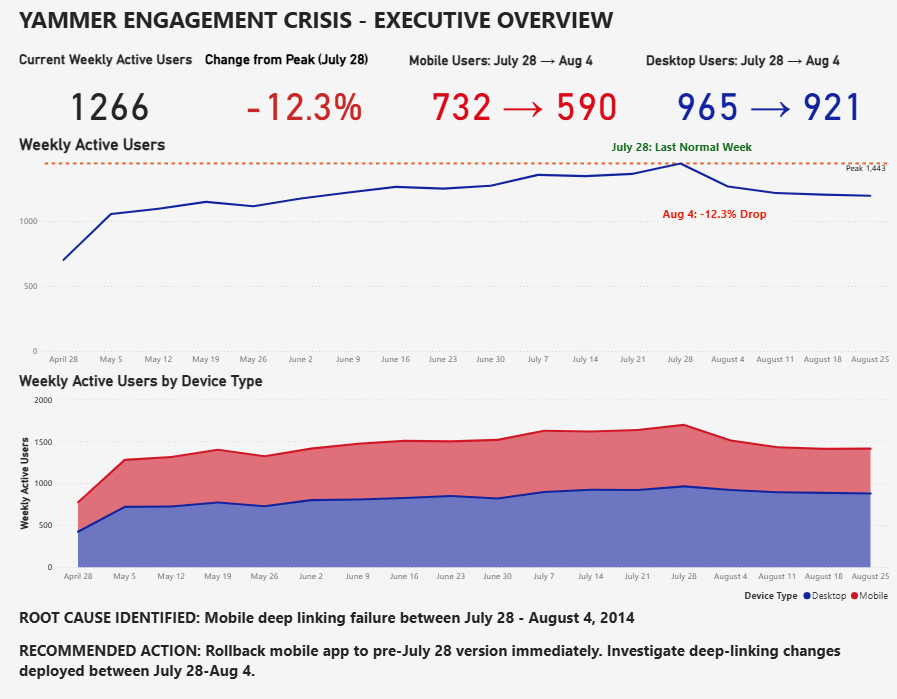 YAMMER ENGAGEMENT CRISIS - EXECUTIVE OVERVIEW
Current Weekly Active Users
Change from Peak (July 28)
Mobile Users: July 28 → Aug 4
Desktop Users: July 28 → Aug 4
1266
-12.3%
732 → 590
965 → 921
Weekly Active Users
July 28: Last Normal Week
Peak 1,443
Aug 4: -12.3% Drop
1000
500
0
April 28 May 5 May 12 May 19 May 26 June 2 June 9 June 16 June 23 June 30 July 7 July 14 July 21 July 28 August 4 August 11 August 18 August 25
Weekly Active Users by Device Type
Weekly Active Users
2000
1500
1000
500
0
April 28 May 5 May 12 May 19 May 26 June 2 June 9 June 16 June 23 June 30 July 7 July 14 July 21 July 28 August 4 August 11 August 18 August 25
Device Type Desktop Mobile
ROOT CAUSE IDENTIFIED: Mobile deep linking failure between July 28 - August 4, 2014
RECOMMENDED ACTION: Rollback mobile app to pre-July 28 version immediately. Investigate deep-linking changes
deployed between July 28-Aug 4.